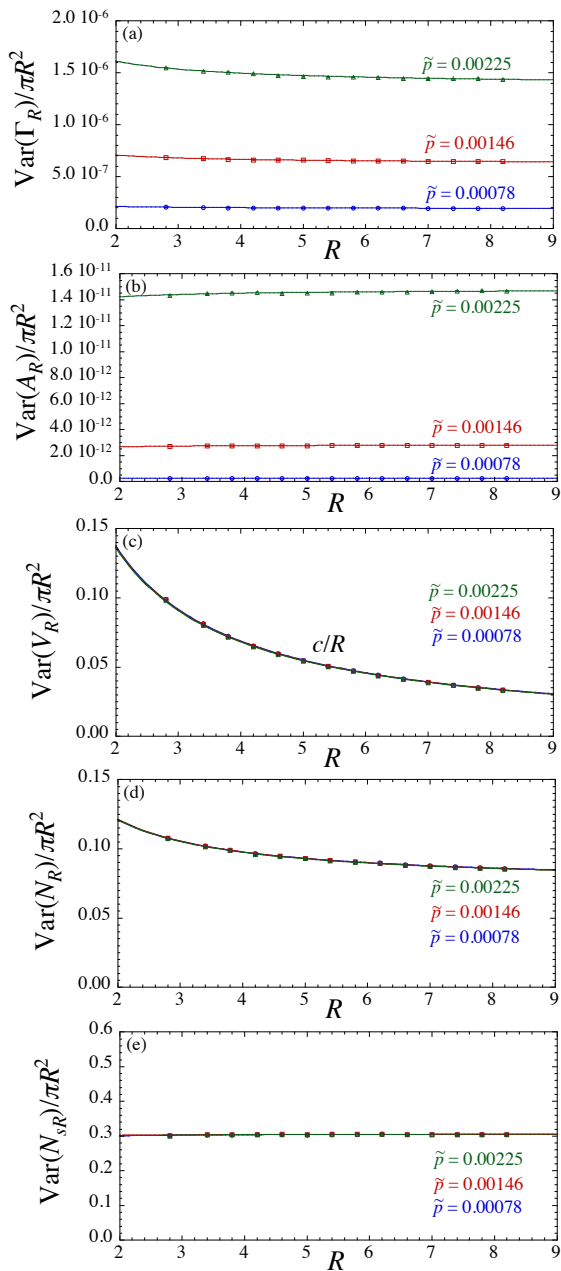 (a)
Var(Γ_R)/πR²
2.0 10⁻⁶
1.5 10⁻⁶
1.0 10⁻⁶
5.0 10⁻⁷
0.0
p̃ = 0.00225
p̃ = 0.00146
p̃ = 0.00078
2 3 4 5 6 7 8 9
R
(b)
Var(A_R)/πR²
1.6 10⁻¹¹
1.4 10⁻¹¹
1.2 10⁻¹¹
1.0 10⁻¹¹
8.0 10⁻¹²
6.0 10⁻¹²
4.0 10⁻¹²
2.0 10⁻¹²
0.0
p̃ = 0.00225
p̃ = 0.00146
p̃ = 0.00078
2 3 4 5 6 7 8 9
R
(c)
Var(V_R)/πR²
0.15
0.10
0.05
0.00
p̃ = 0.00225
p̃ = 0.00146
p̃ = 0.00078
c/R
2 3 4 5 6 7 8 9
R
(d)
Var(N_R)/πR²
0.15
0.10
0.05
0.00
p̃ = 0.00225
p̃ = 0.00146
p̃ = 0.00078
2 3 4 5 6 7 8 9
R
(e)
Var(N_sR)/πR²
0.6
0.5
0.4
0.3
0.2
0.1
0.0
p̃ = 0.00225
p̃ = 0.00146
p̃ = 0.00078
2 3 4 5 6 7 8 9
R